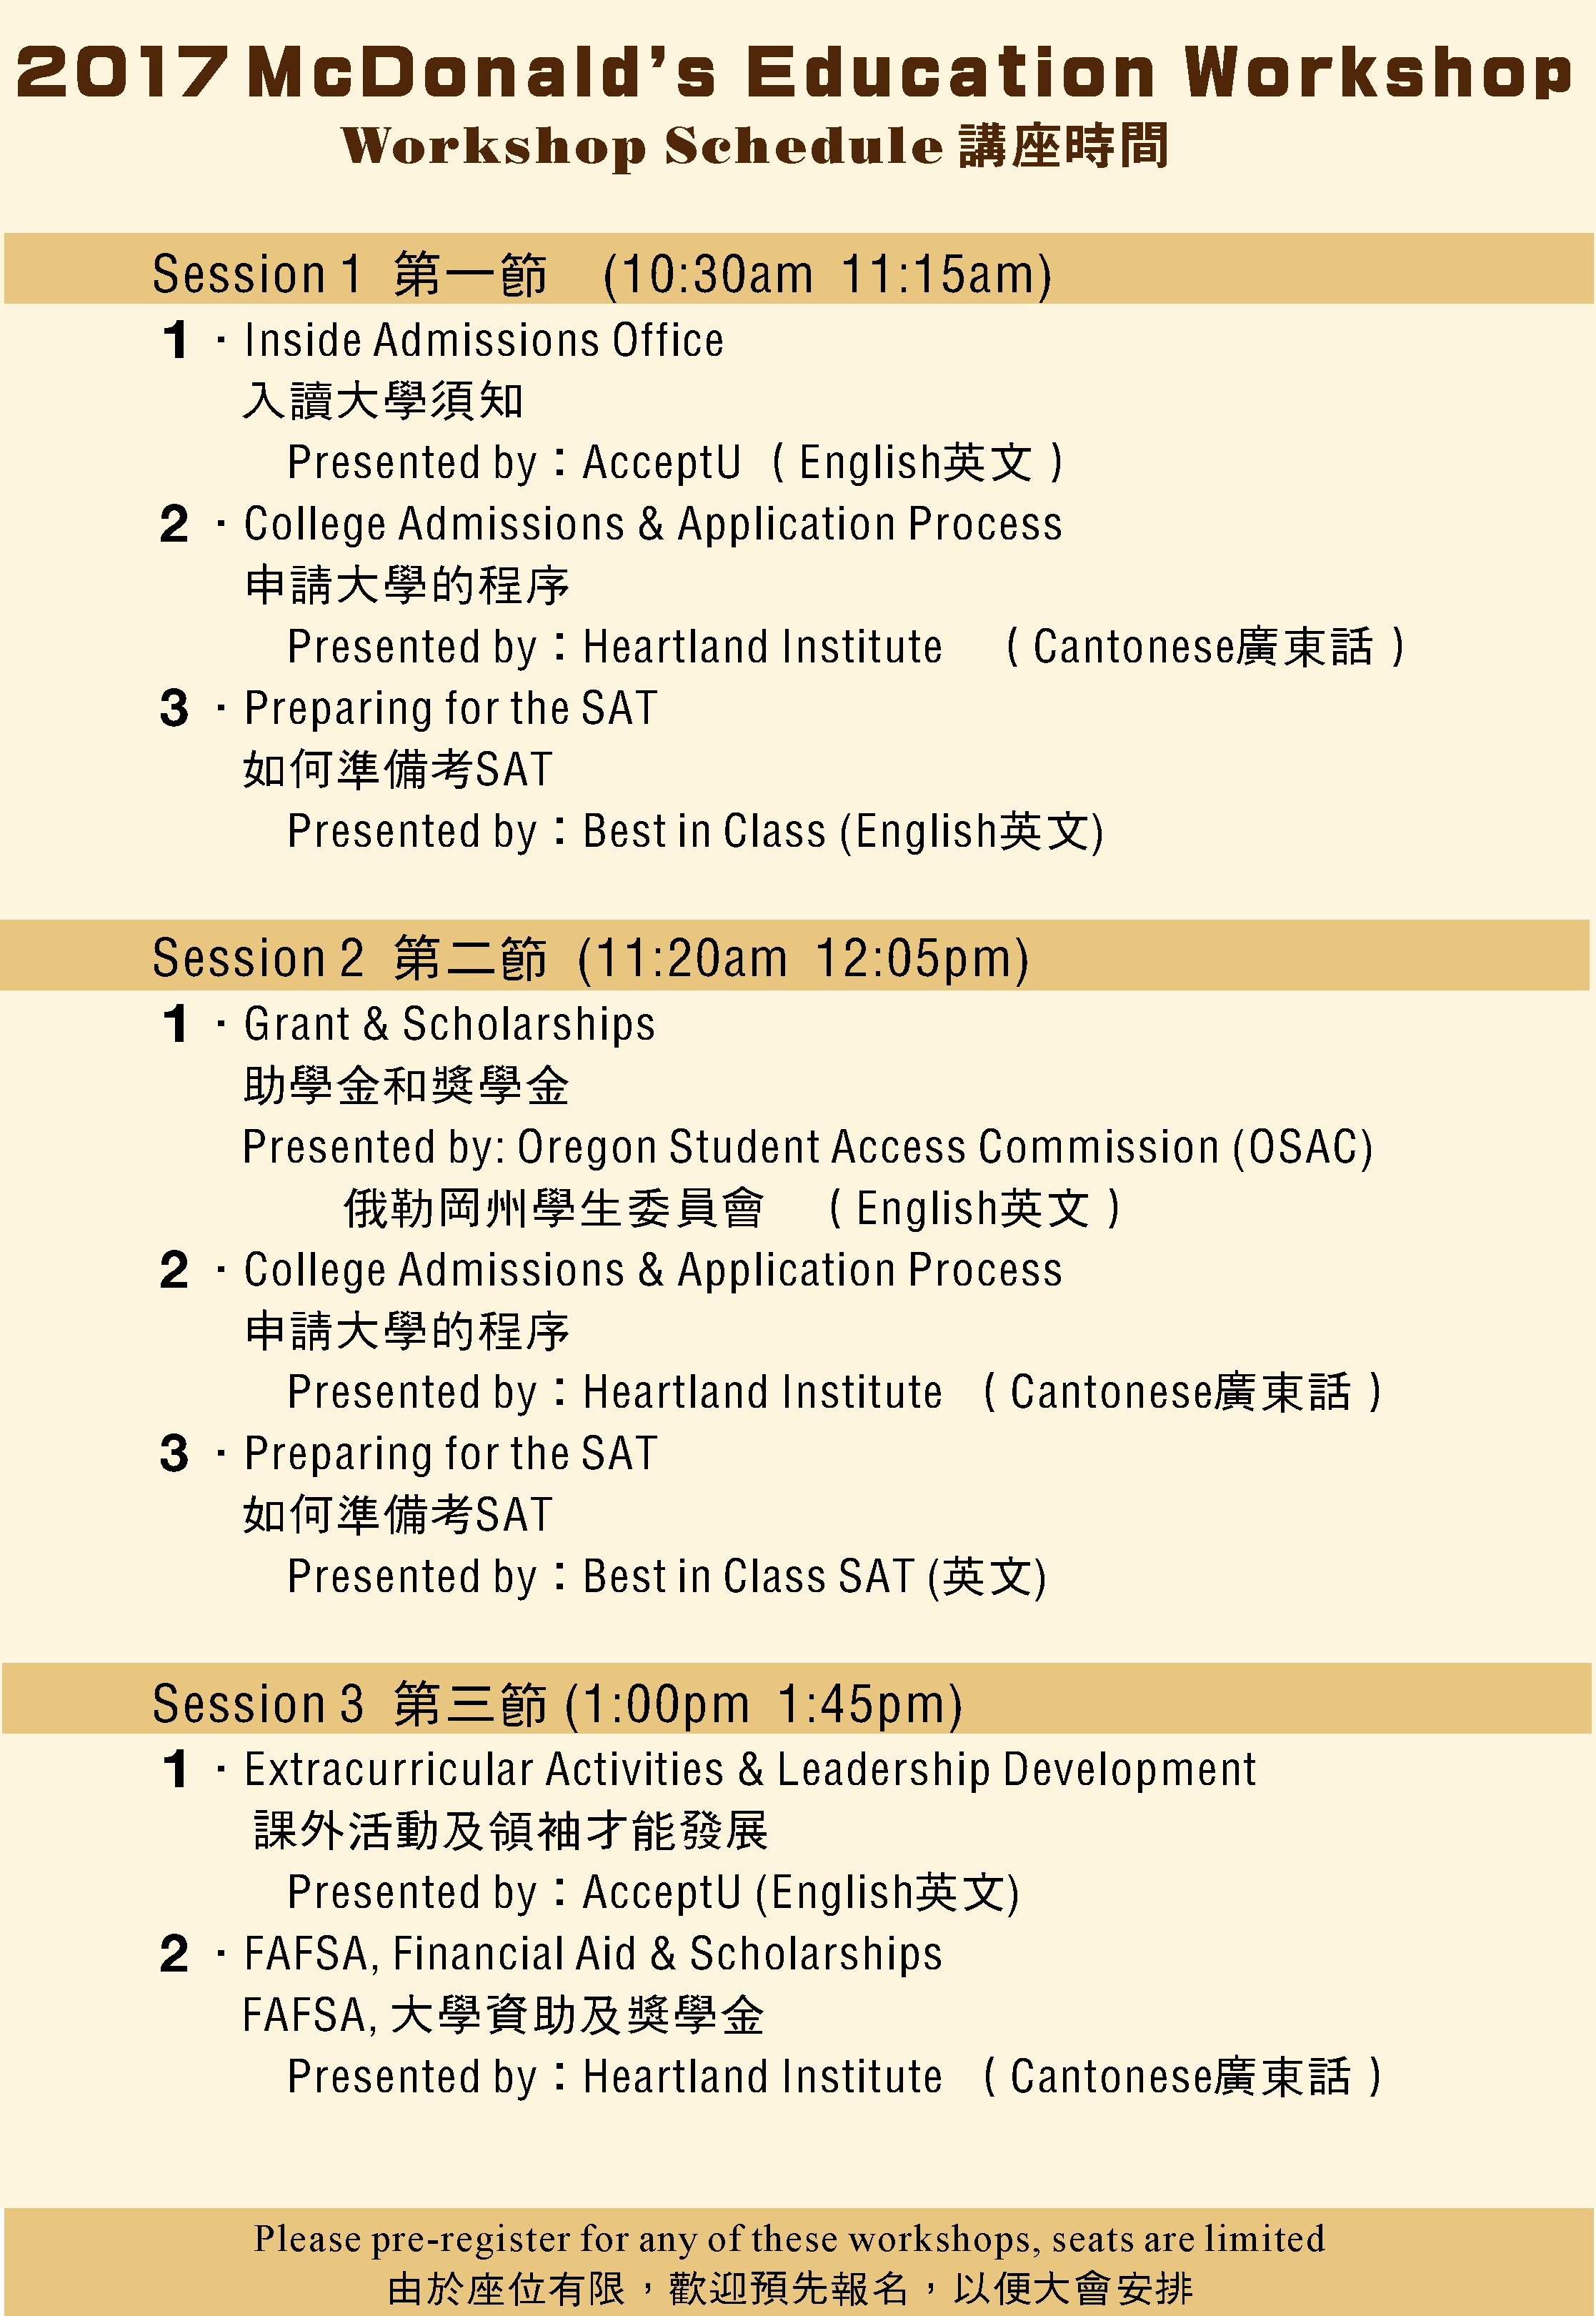 2017 McDonald's Education Workshop
Workshop Schedule 講座時間
Session 1 第一節 (10:30am 11:15am)
1 · Inside Admissions Office
入讀大學須知
Presented by：AcceptU ( English英文 )
2 · College Admissions & Application Process
申請大學的程序
Presented by：Heartland Institute ( Cantonese廣東話 )
3 · Preparing for the SAT
如何準備考SAT
Presented by：Best in Class (English英文)
Session 2 第二節 (11:20am 12:05pm)
1 · Grant & Scholarships
助學金和獎學金
Presented by: Oregon Student Access Commission (OSAC)
俄勒岡州學生委員會 ( English英文 )
2 · College Admissions & Application Process
申請大學的程序
Presented by：Heartland Institute ( Cantonese廣東話 )
3 · Preparing for the SAT
如何準備考SAT
Presented by：Best in Class SAT (英文)
Session 3 第三節 (1:00pm 1:45pm)
1 · Extracurricular Activities & Leadership Development
課外活動及領袖才能發展
Presented by：AcceptU (English英文)
2 · FAFSA, Financial Aid & Scholarships
FAFSA, 大學資助及獎學金
Presented by：Heartland Institute ( Cantonese廣東話 )
Please pre-register for any of these workshops, seats are limited
由於座位有限，歡迎預先報名，以便大會安排